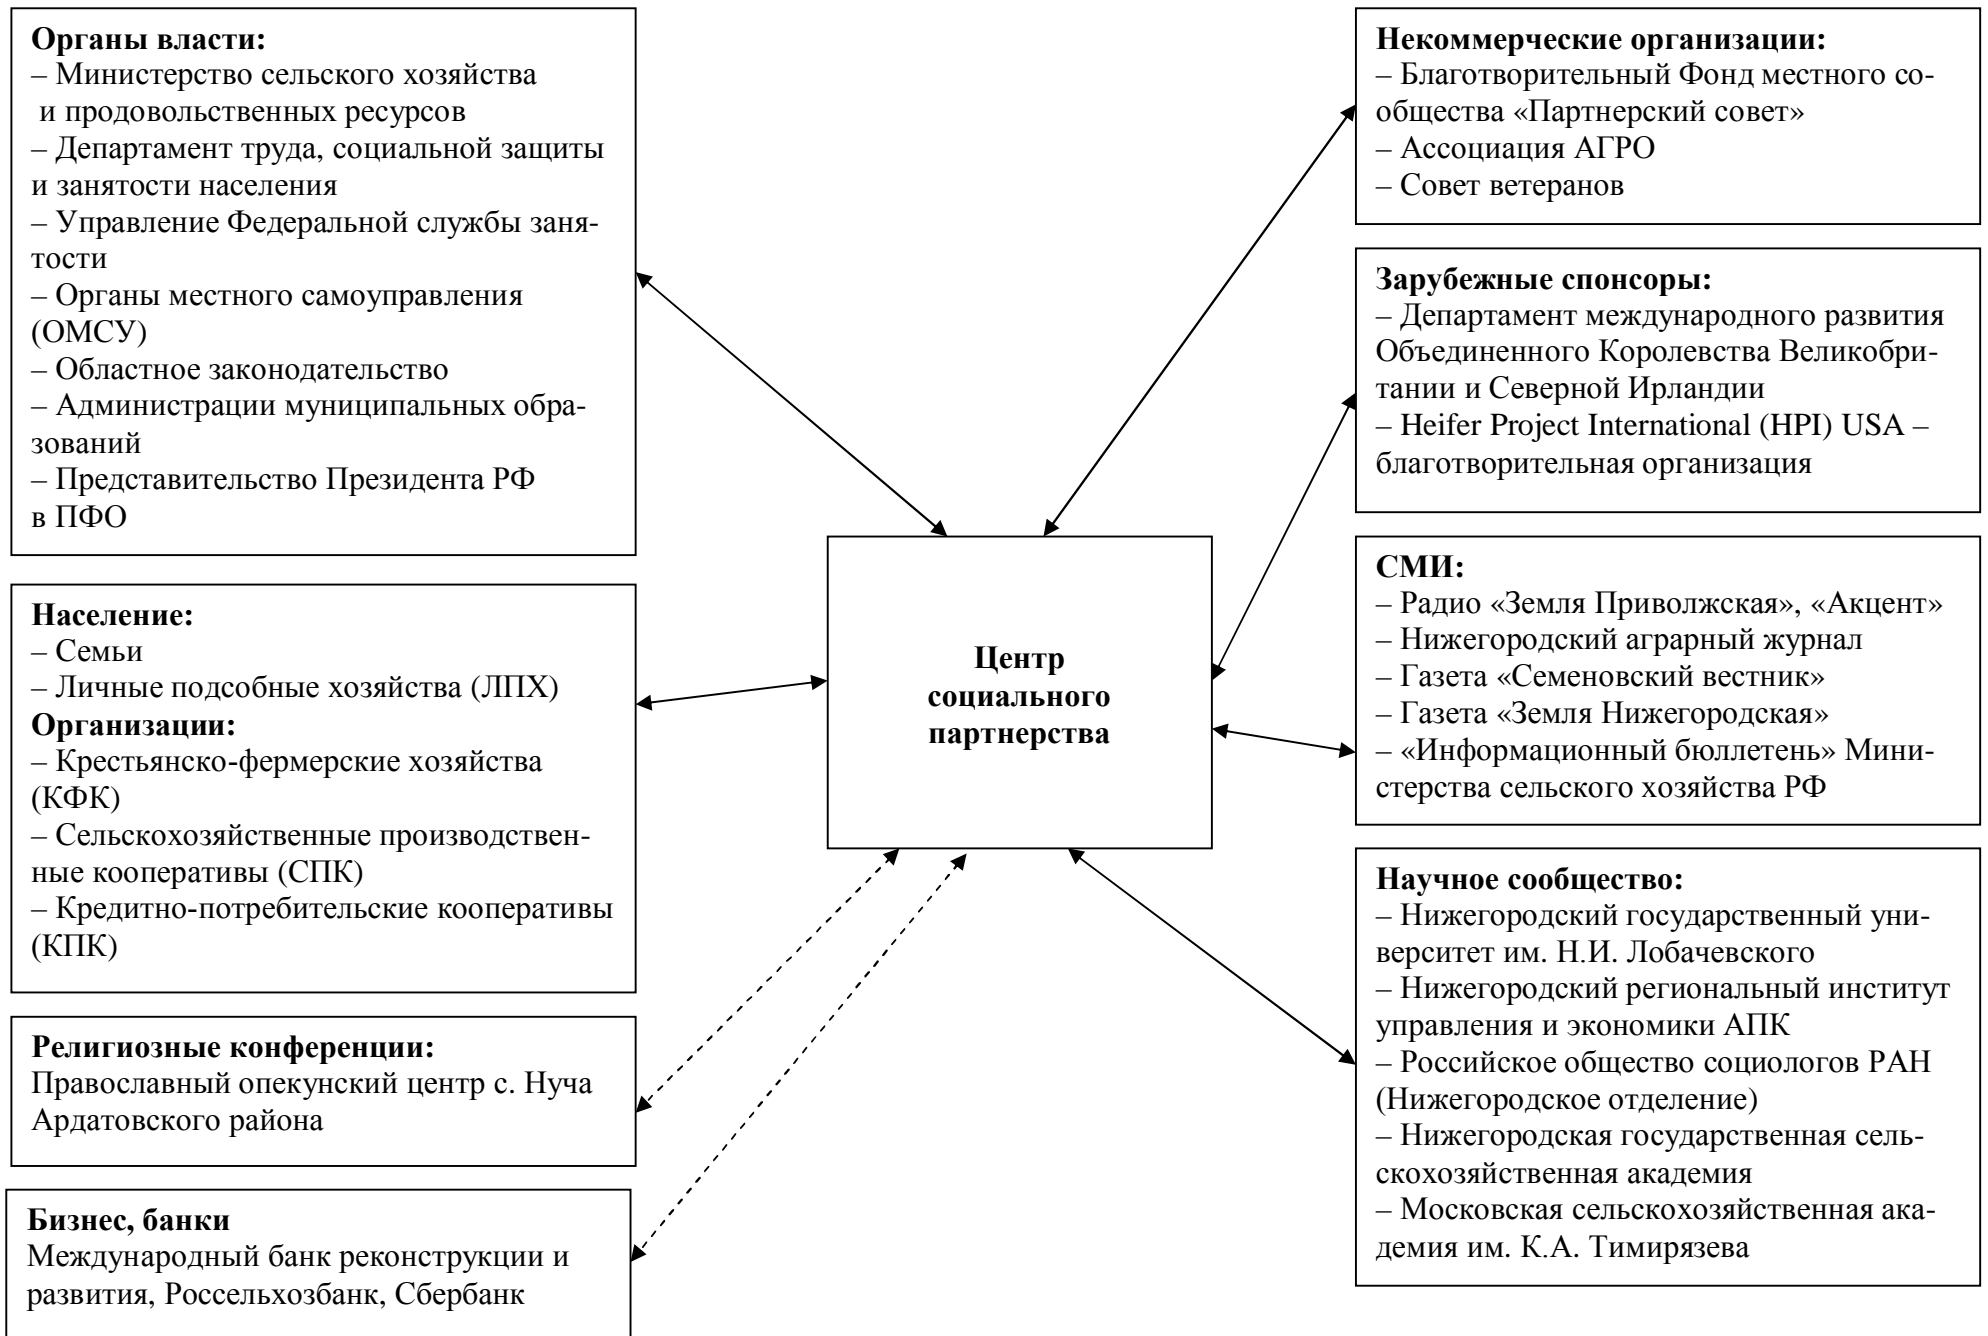 Органы власти:
– Министерство сельского хозяйства
и продовольственных ресурсов
– Департамент труда, социальной защиты
и занятости населения
– Управление Федеральной службы заня-
тости
– Органы местного самоуправления
(ОМСУ)
– Областное законодательство
– Администрации муниципальных обра-
зований
– Представительство Президента РФ
в ПФО
Население:
– Семьи
– Личные подсобные хозяйства (ЛПХ)
Организации:
– Крестьянско-фермерские хозяйства
(КФК)
– Сельскохозяйственные производствен-
ные кооперативы (СПК)
– Кредитно-потребительские кооперативы
(КПК)
Религиозные конференции:
Православный опекунский центр с. Нуча
Ардатовского района
Бизнес, банки
Международный банк реконструкции и
развития, Россельхозбанк, Сбербанк
Центр
социального
партнерства
Некоммерческие организации:
– Благотворительный Фонд местного со-
общества «Партнерский совет»
– Ассоциация АГРО
– Совет ветеранов
Зарубежные спонсоры:
– Департамент международного развития
Объединенного Королевства Великобри-
тании и Северной Ирландии
– Heifer Project International (HPI) USA –
благотворительная организация
СМИ:
– Радио «Земля Приволжская», «Акцент»
– Нижегородский аграрный журнал
– Газета «Семеновский вестник»
– Газета «Земля Нижегородская»
– «Информационный бюллетень» Мини-
стерства сельского хозяйства РФ
Научное сообщество:
– Нижегородский государственный уни-
верситет им. Н.И. Лобачевского
– Нижегородский региональный институт
управления и экономики АПК
– Российское общество социологов РАН
(Нижегородское отделение)
– Нижегородская государственная сель-
скохозяйственная академия
– Московская сельскохозяйственная ака-
демия им. К.А. Тимирязева